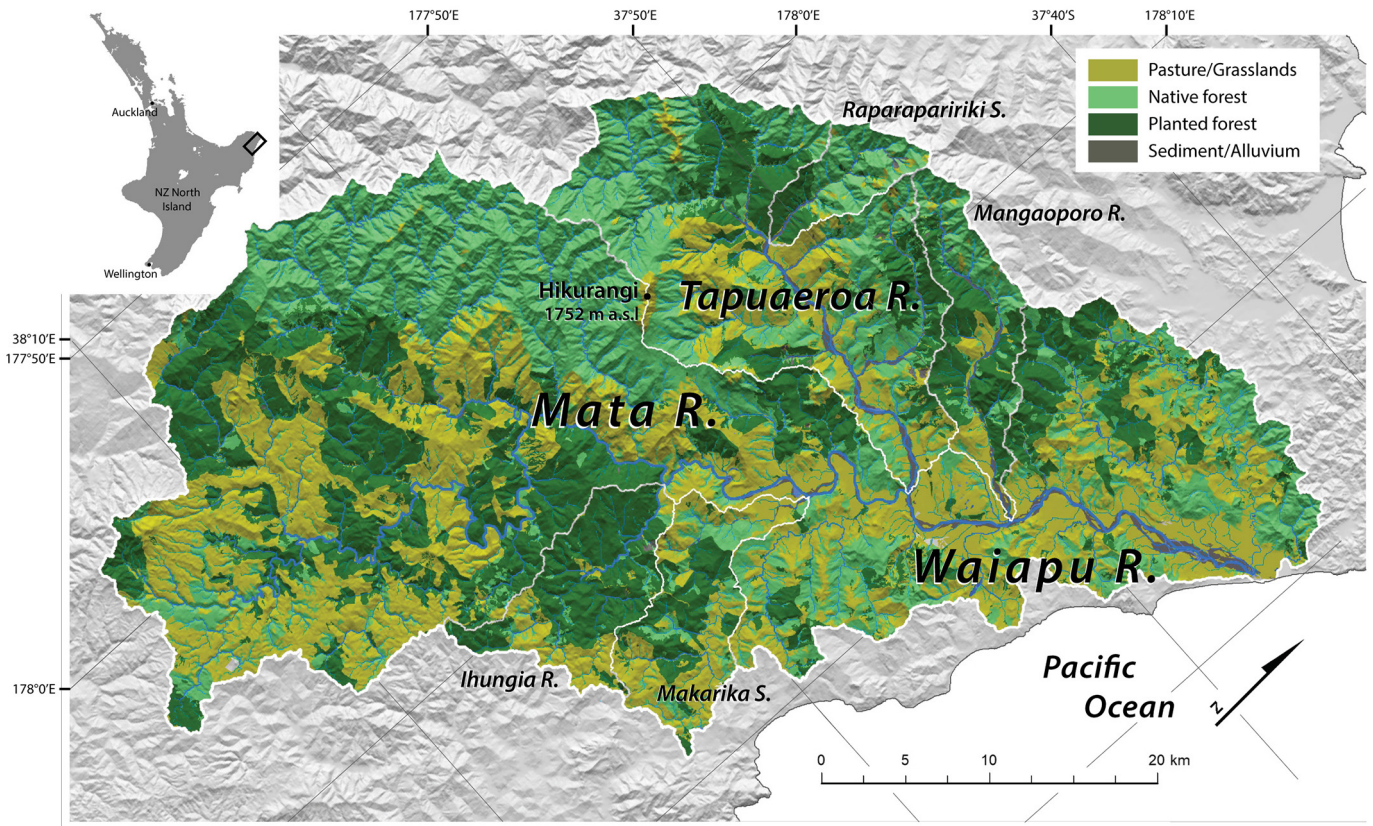 177°50'E
37°50'E
178°0'E
37°40'S
178°10'E
Auckland
NZ North
Island
Wellington
Pasture/Grasslands
Native forest
Planted forest
Sediment/Alluvium
Raparapaririki S.
Mangaoporo R.
Hikurangi
1752 m a.s.l
Tapuaeroa R.
38°10'E
177°50'E
Mata R.
Waiapu R.
178°0'E
Ihungia R.
Makarika S.
Pacific
Ocean
N
0 5 10 20 km